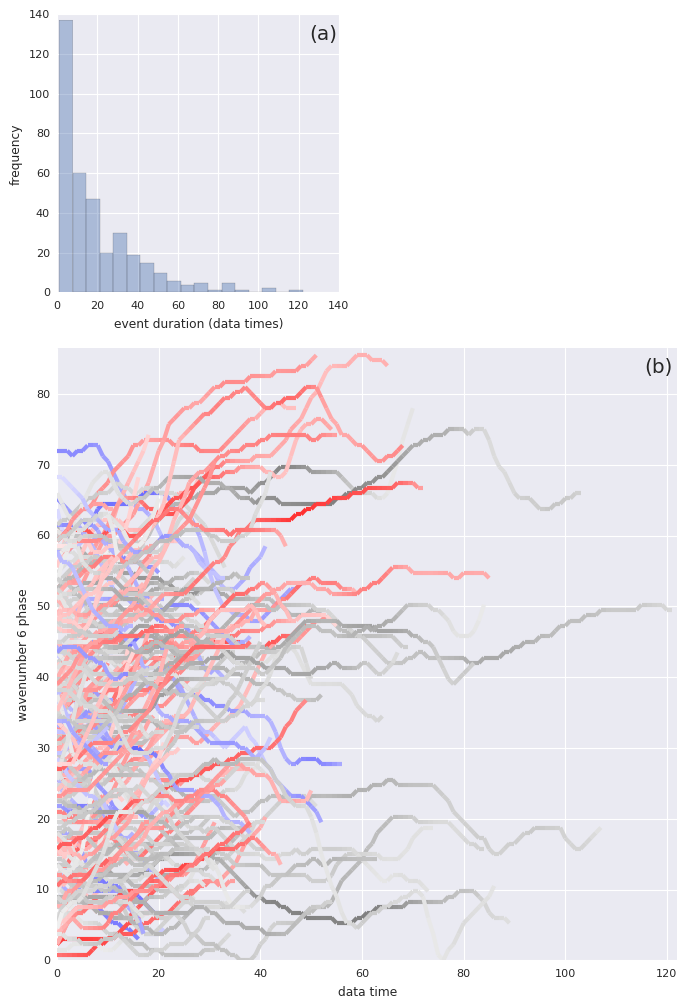 140
120
100
80
60
40
20
0
frequency
(a)
0 20 40 60 80 100 120 140
event duration (data times)
80
70
60
50
40
30
20
10
0
wavenumber 6 phase
(b)
0 20 40 60 80 100 120
data time